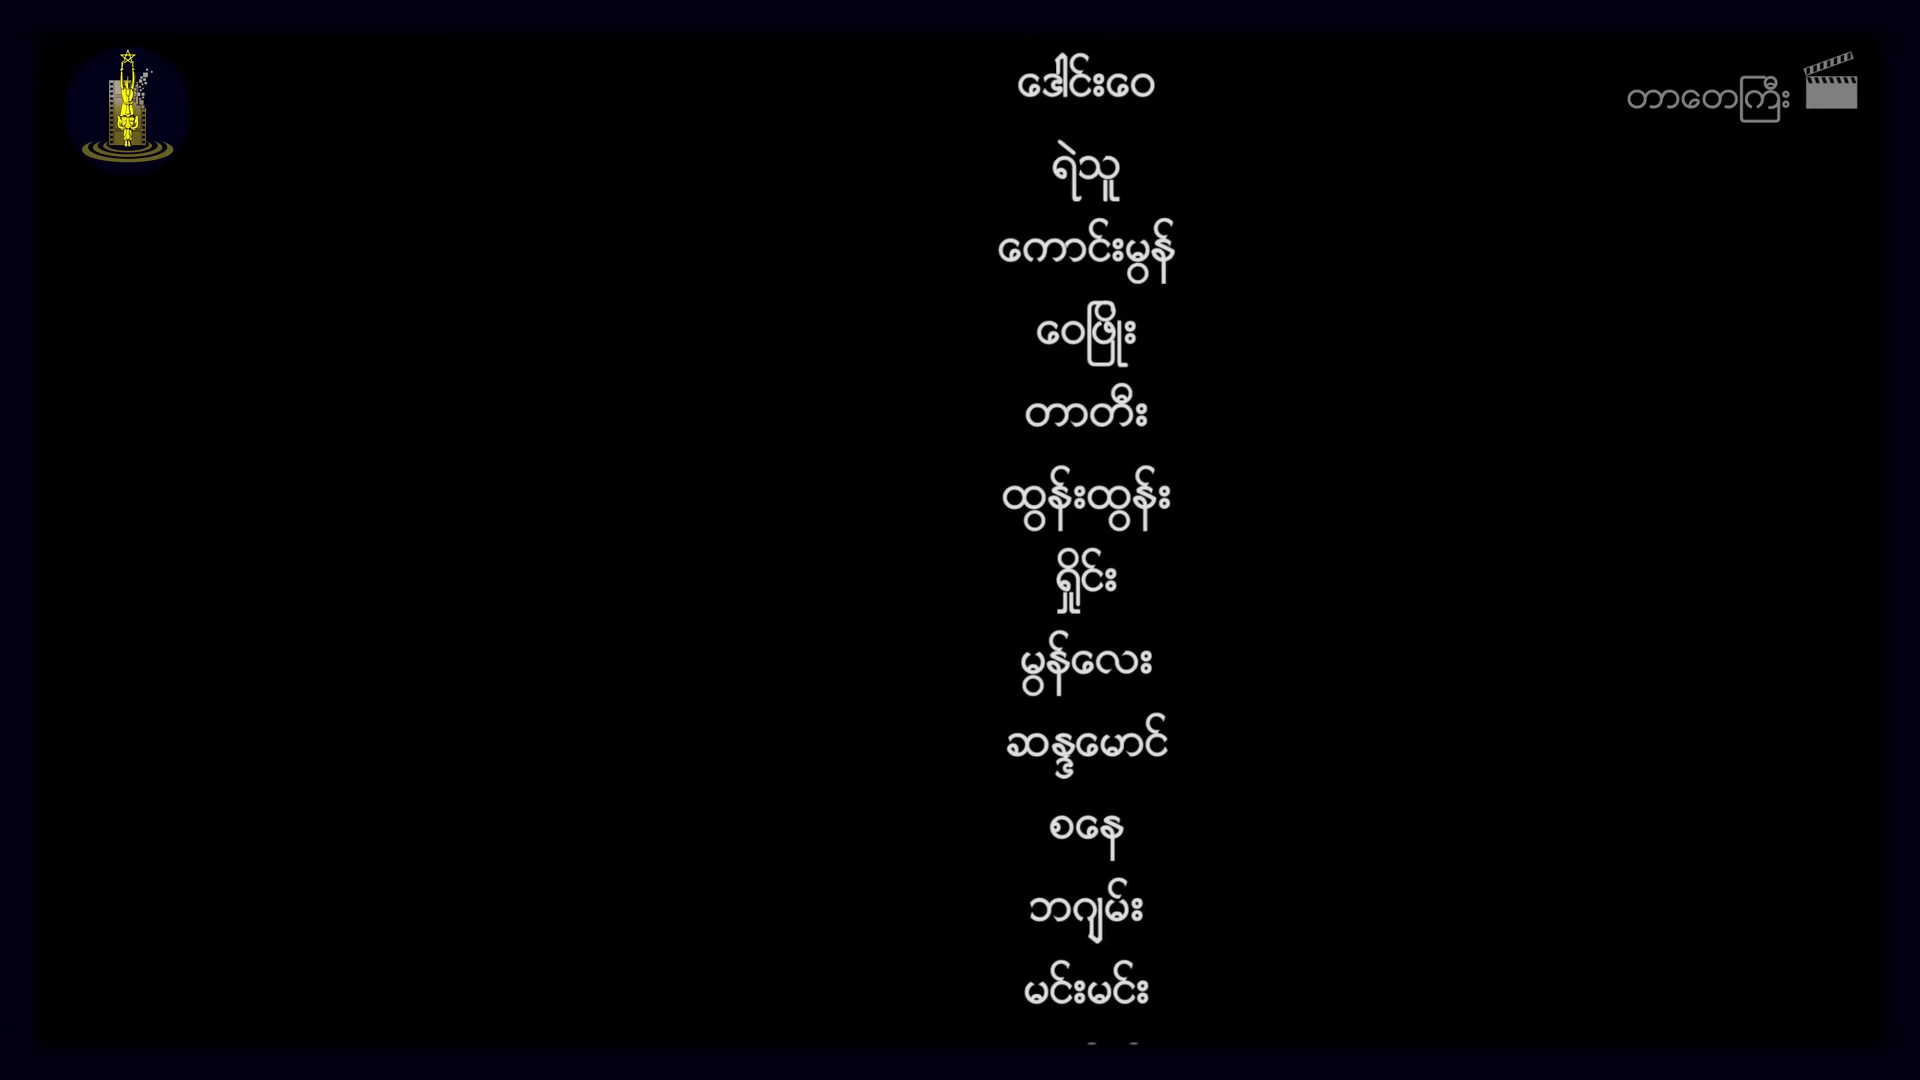 ဒေါင်းဝေ
တာတေကြီး
ရဲသူ
ကောင်းမွန်
ဝေဖြိုး
တာတီး
ထွန်းထွန်း
ရှိုင်း
မွန်လေး
ဆန္ဒမောင်
စနေ
ဘဂျမ်း
မင်းမင်း